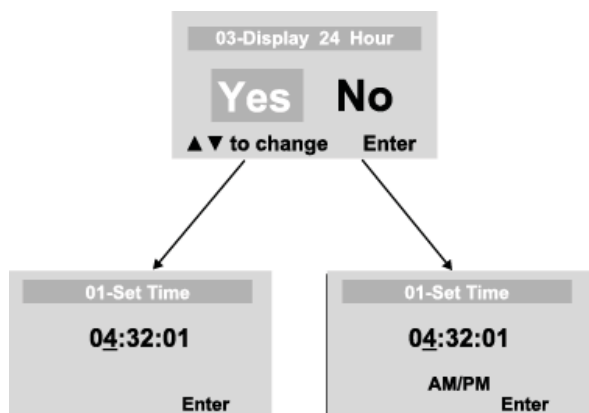 03-Display 24 Hour
Yes No
▲▼ to change Enter
01-Set Time
04:32:01
Enter
01-Set Time
04:32:01
AM/PM
Enter